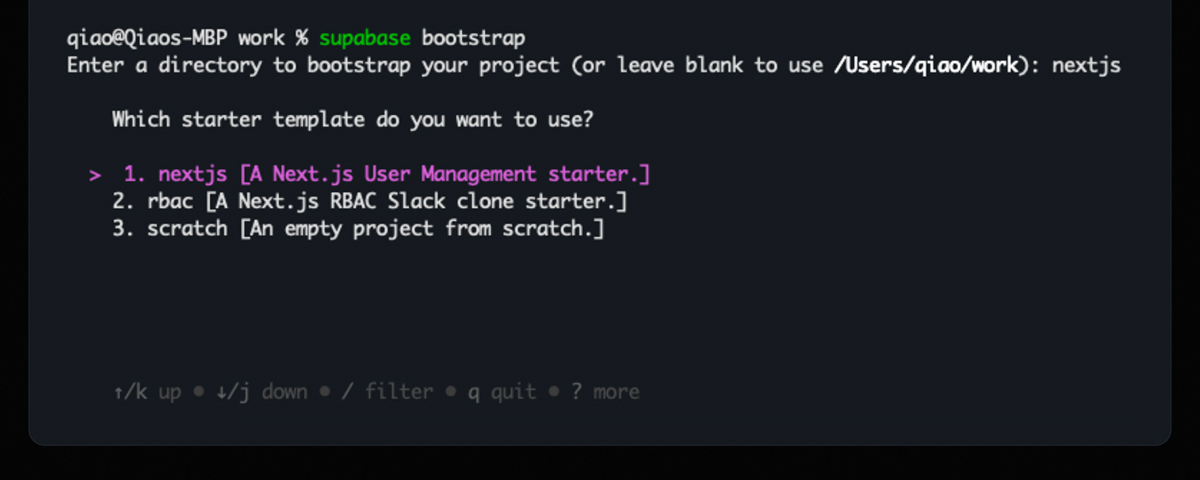 qiao@Qiaos-MBP work % supabase bootstrap
Enter a directory to bootstrap your project (or leave blank to use /Users/qiao/work): nextjs
Which starter template do you want to use?
> 1. nextjs [A Next.js User Management starter.]
2. rbac [A Next.js RBAC Slack clone starter.]
3. scratch [An empty project from scratch.]
↑/k up • ↓/j down • / filter • q quit • ? more